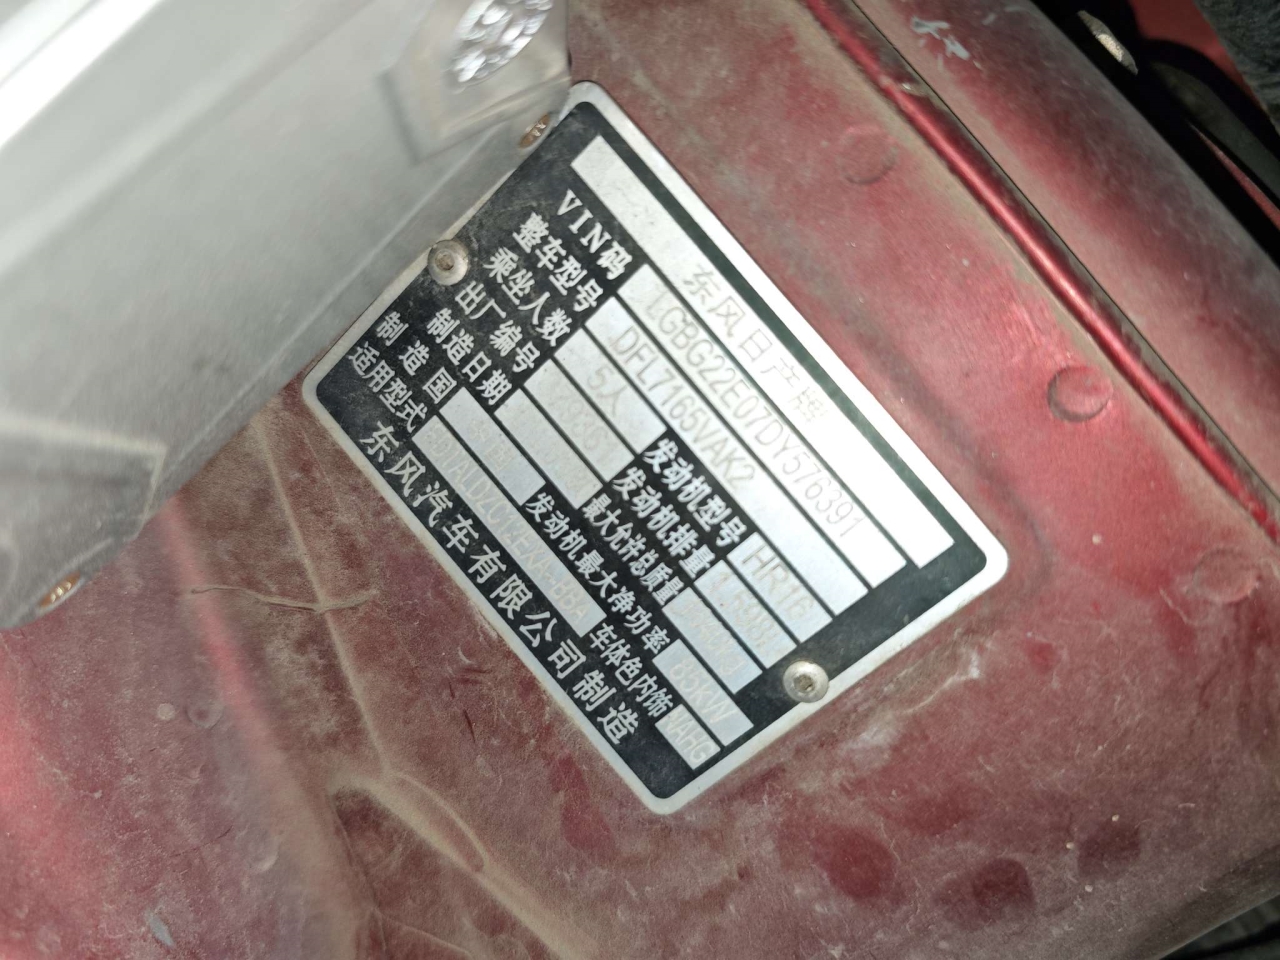 东风日产牌
VIN码 LGBG22E07DY576391
整车型号 DFL7165VAK2
乘坐人数 5人 发动机型号 HR16
出厂编号 发动机排量
制造日期 最大允许总质量
制造国 中国 发动机最大净功率 85KW
适用型式 车体色内饰 NAHG
东风汽车有限公司制造